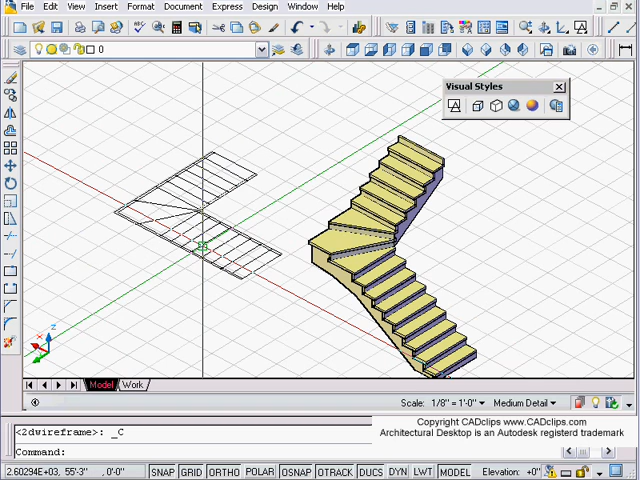 File View Insert Format Document Express Design Window Help
0
Visual Styles
Z
X
Model Work
Scale: 1/8" = 1'-0" Medium Detail
<2dwireframe>: _C
Command:
Copyright CADclips www.CADclips.com
Architectural Desktop is an Autodesk registerd trademark
2.60294E+03, 55'-3" , 0'-0" SNAP GRID ORTHO POLAR OSNAP OTRACK DUCS DYN LWT MODEL Elevation: +0"